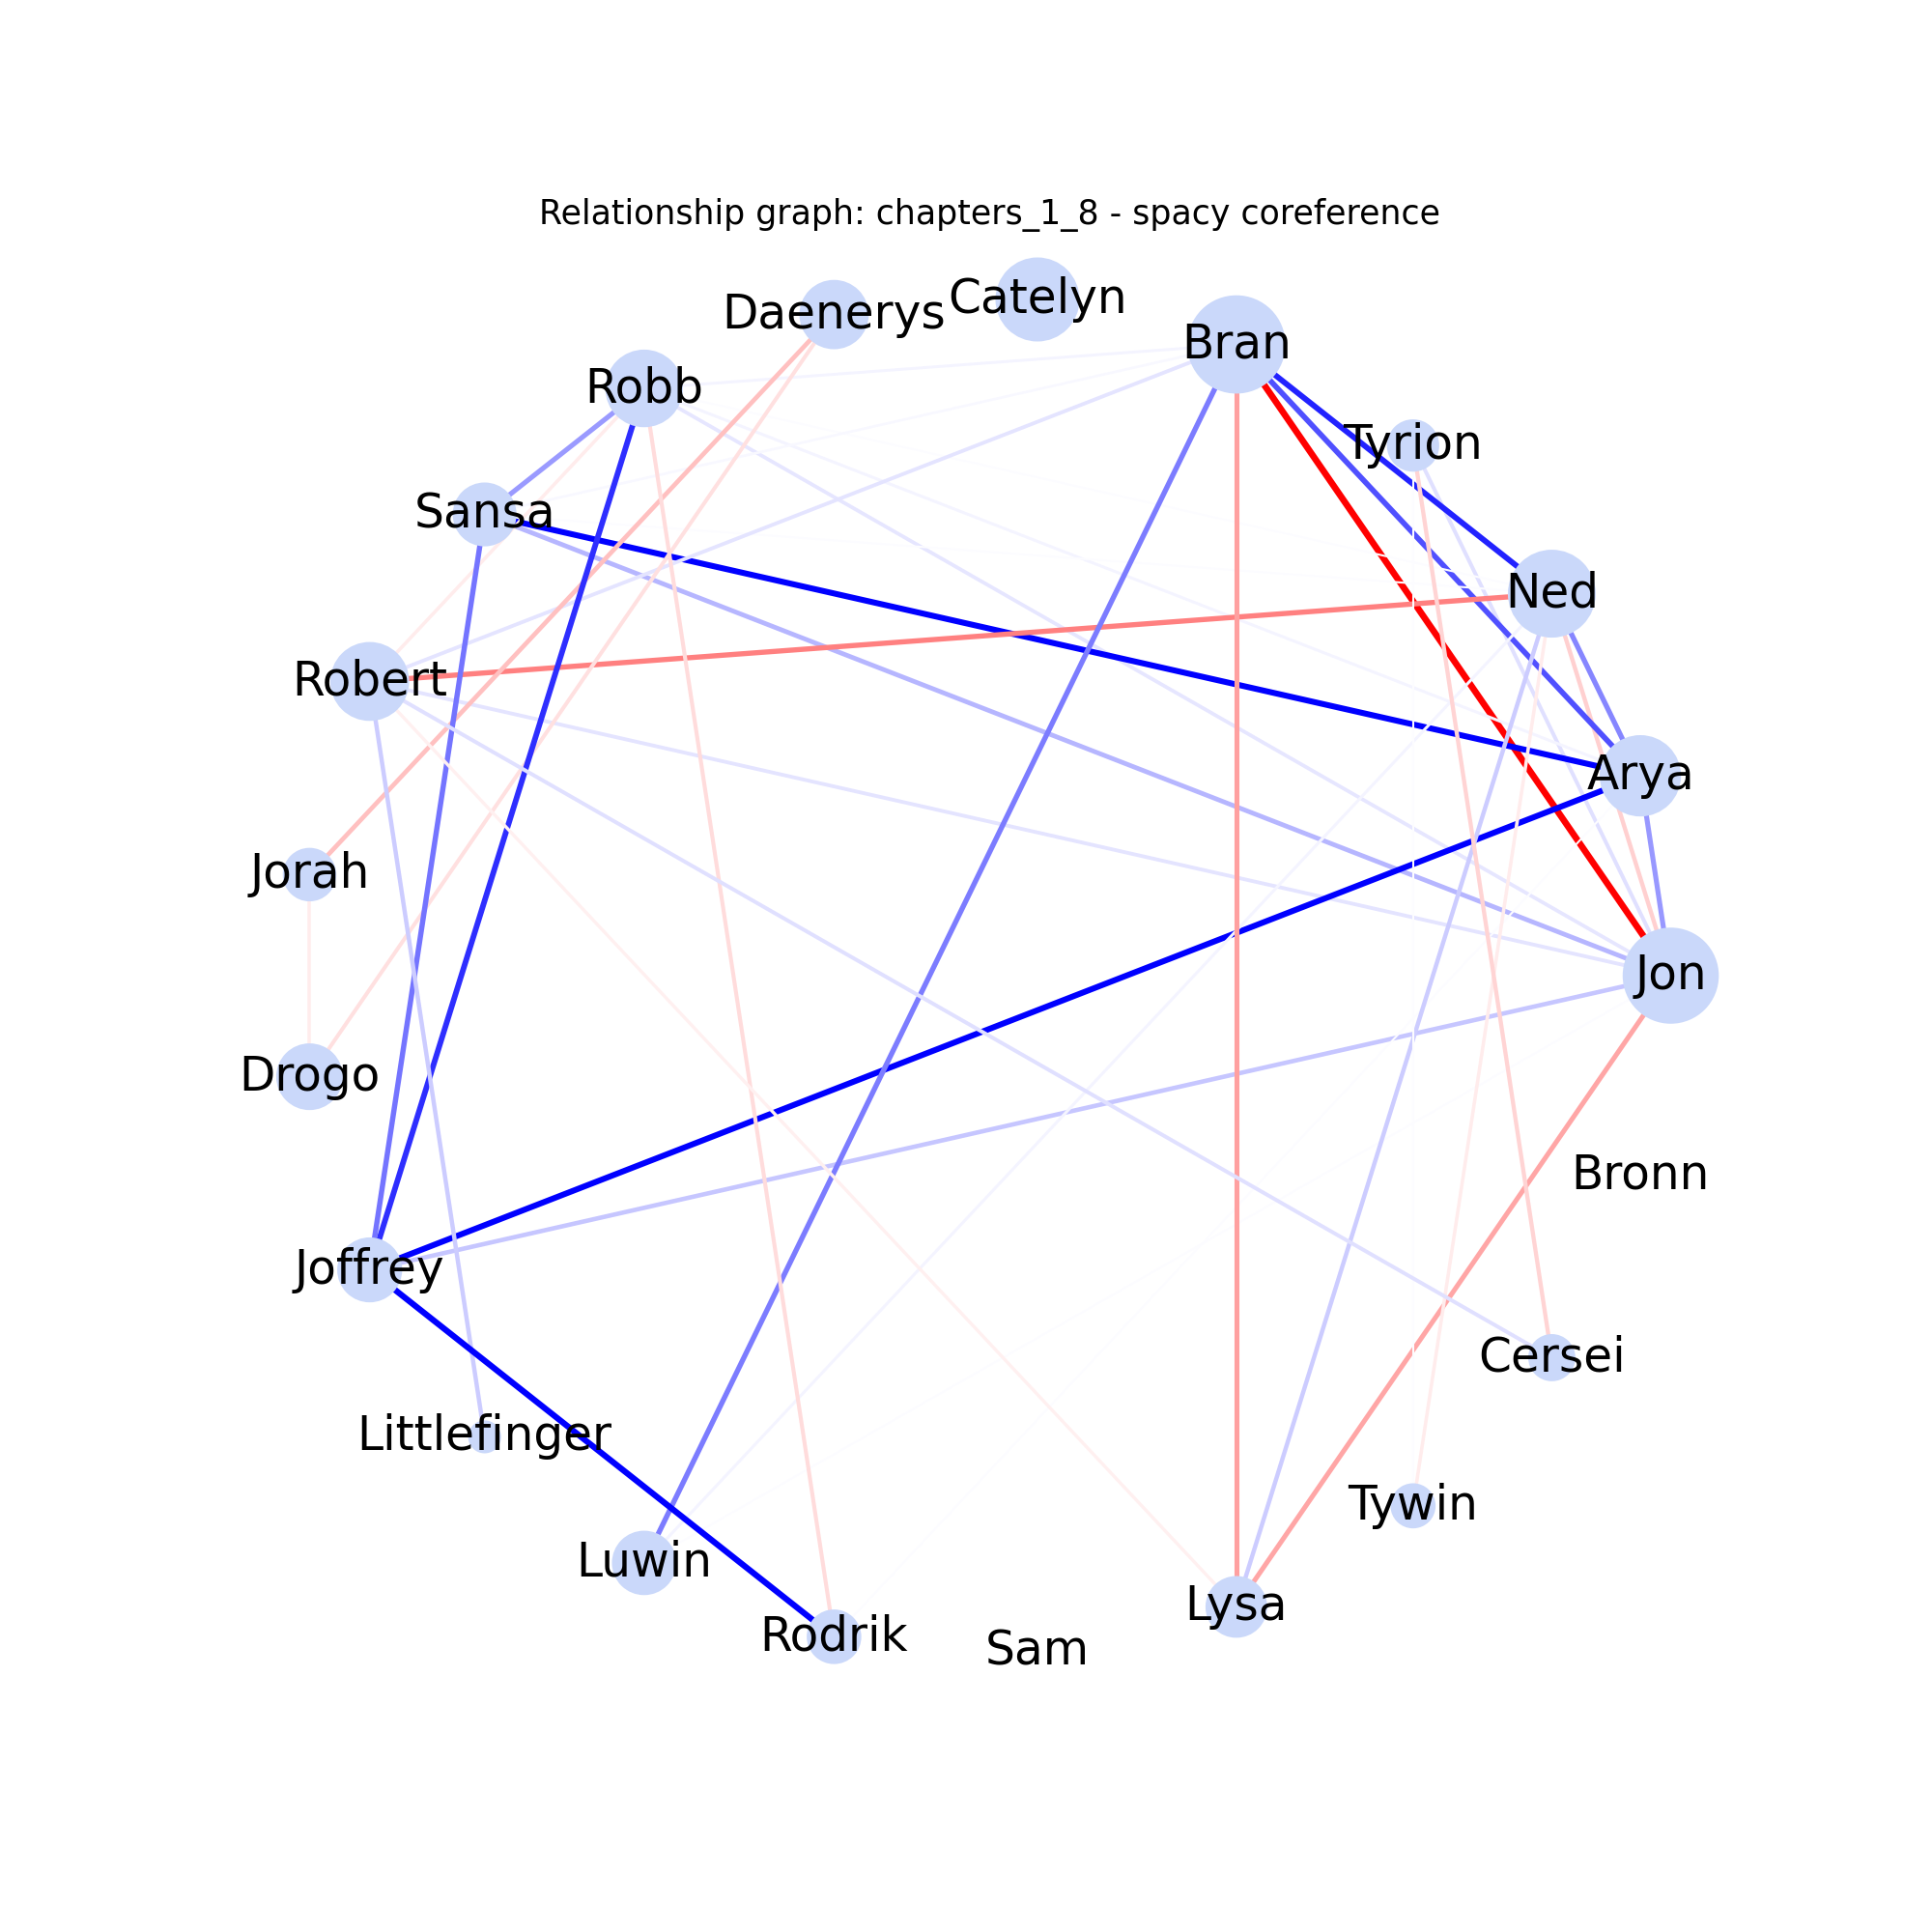 Relationship graph: chapters_1_8 - spacy coreference
Catelyn
Daenerys
Bran
Robb
Tyrion
Sansa
Ned
Robert
Arya
Jorah
Jon
Drogo
Bronn
Joffrey
Cersei
Littlefinger
Tywin
Luwin
Lysa
Rodrik
Sam